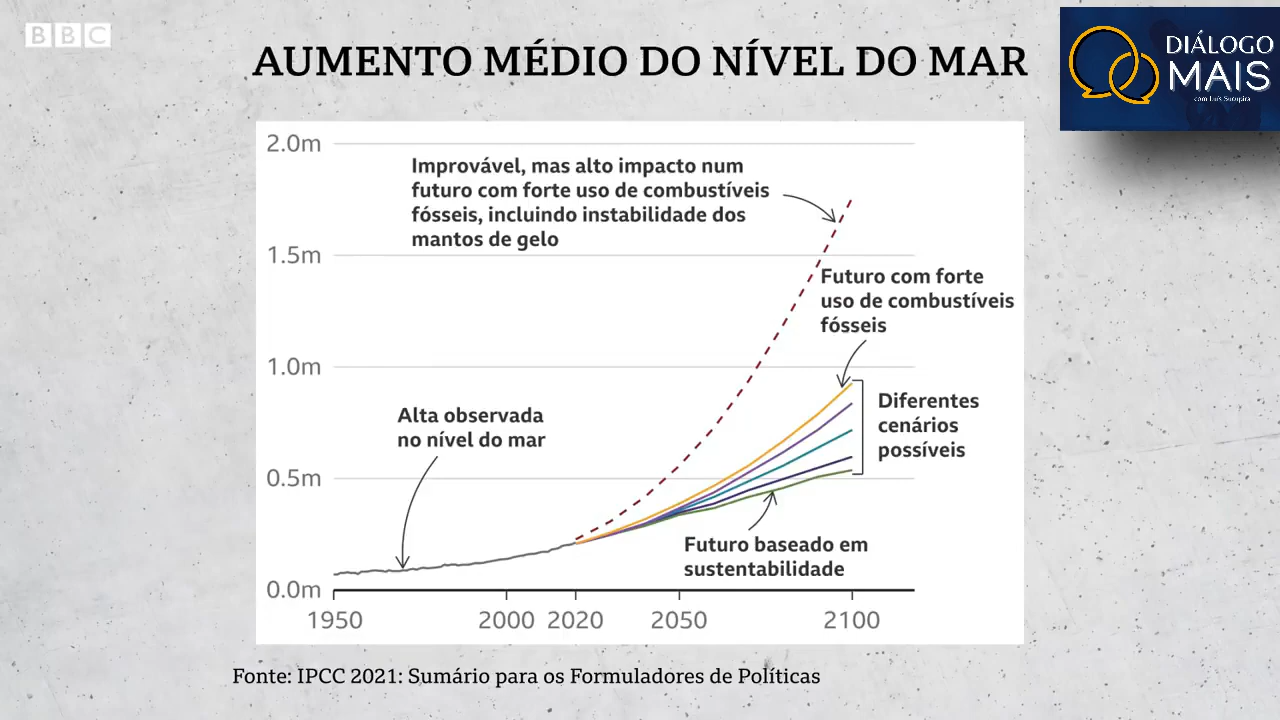 BBC
AUMENTO MÉDIO DO NÍVEL DO MAR
DIÁLOGO
MAIS
com Luís Sucupira
2.0m
Improvável, mas alto impacto num
futuro com forte uso de combustíveis
fósseis, incluindo instabilidade dos
mantos de gelo
1.5m
Futuro com forte
uso de combustíveis
fósseis
1.0m
Alta observada
no nível do mar
Diferentes
cenários
possíveis
0.5m
Futuro baseado em
sustentabilidade
0.0m
1950 2000 2020 2050 2100
Fonte: IPCC 2021: Sumário para os Formuladores de Políticas